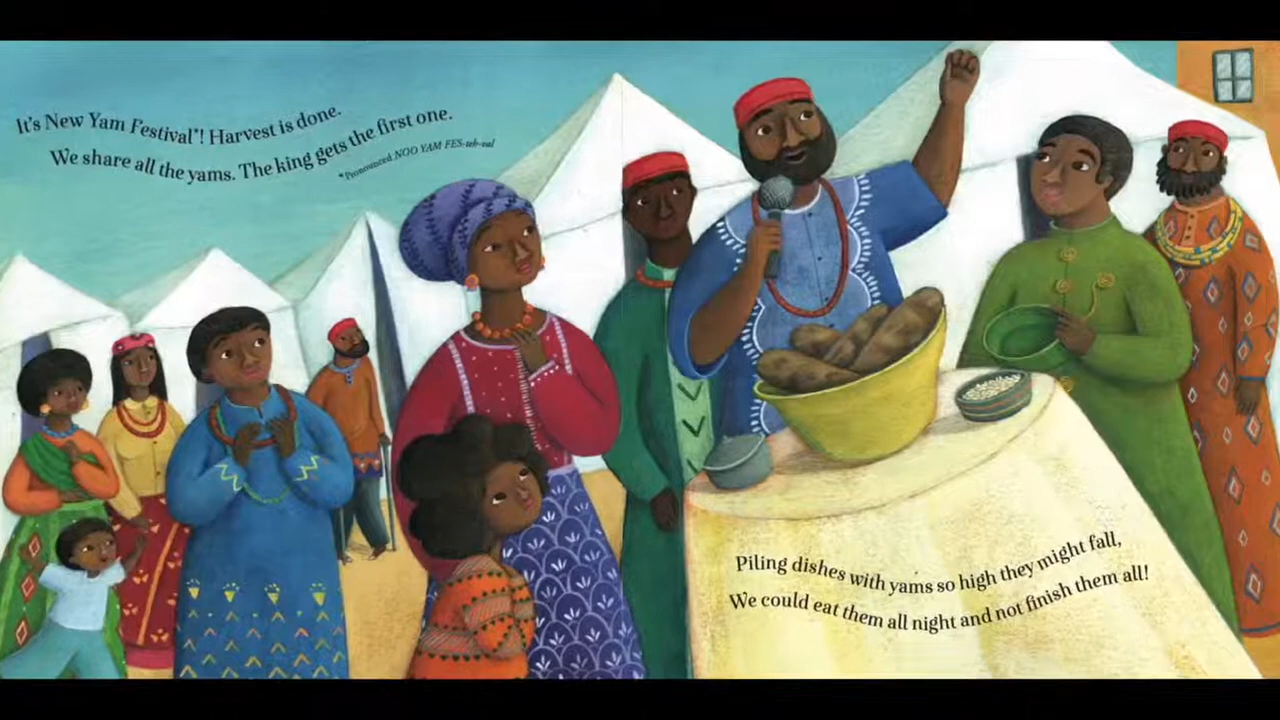 It's New Yam Festival*! Harvest is done.
We share all the yams. The king gets the first one.
*Pronounced NOO YAM FES-teh-vel
Piling dishes with yams so high they might fall,
We could eat them all night and not finish them all!